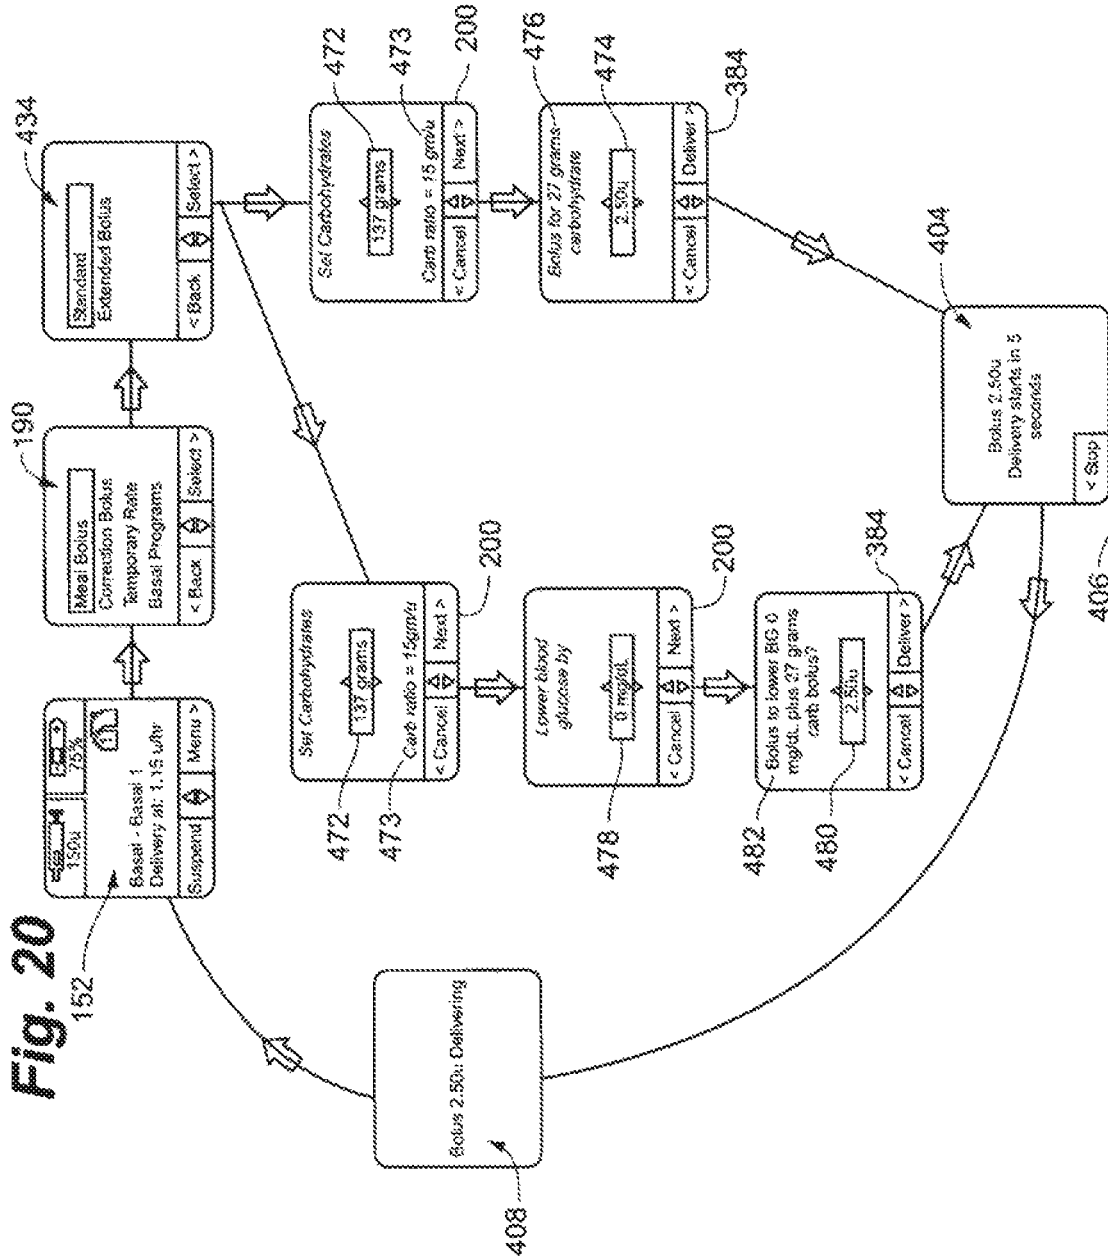 Fig. 20
152
150u
75%
Basal - Basal 1
Delivery at: 1.15 u/hr
Suspend
Menu >
190
Meal Bolus
Correction Bolus
Temporary Rate
Basal Programs
< Back
Select >
434
Standard
Extended Bolus
< Back
Select >
Set Carbohydrates
137 grams
Carb ratio = 15gm/u
< Cancel
Next >
472
473
200
Lower blood
glucose by
0 mg/dL
< Cancel
Next >
478
200
Bolus to lower BG 0
mg/dL plus 27 grams
carb bolus?
2.50u
< Cancel
Deliver >
482
480
384
Set Carbohydrates
137 grams
Carb ratio = 15 gm/u
< Cancel
Next >
472
473
200
Bolus for 27 grams
carbohydrate
2.50u
< Cancel
Deliver >
476
474
384
404
Bolus 2.50u
Delivery starts in 5
seconds
< Stop
406
Bolus 2.50u Delivering
408